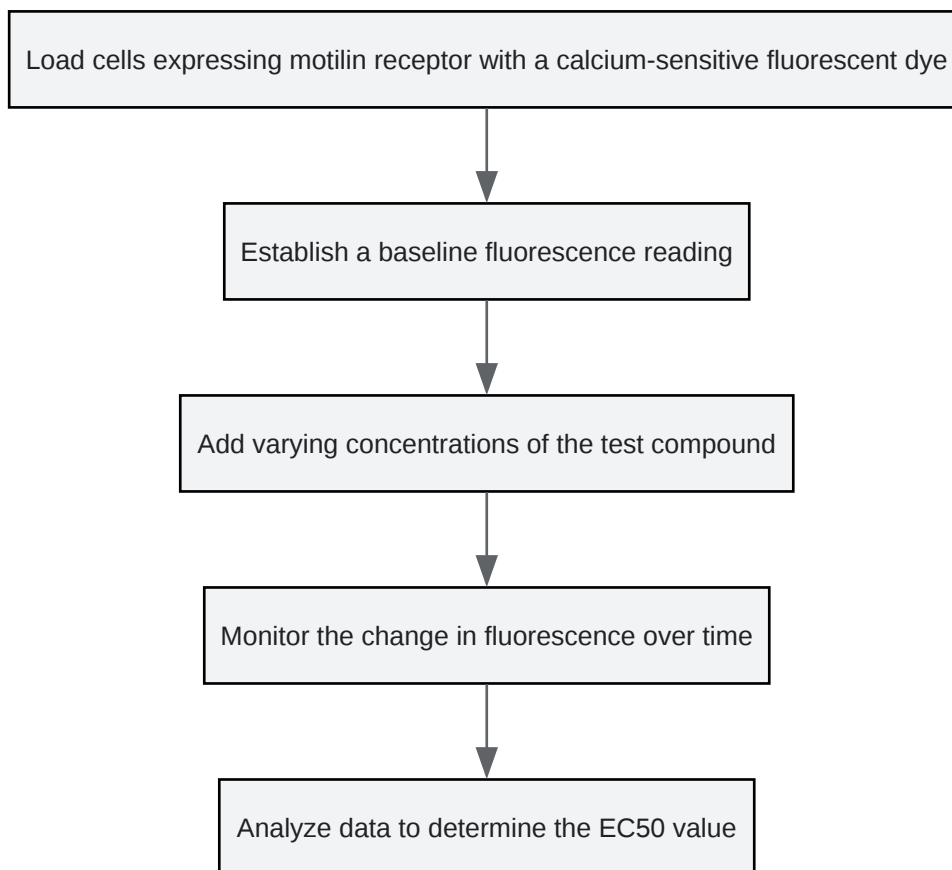 Load cells expressing motilin receptor with a calcium-sensitive fluorescent dye
Establish a baseline fluorescence reading
Add varying concentrations of the test compound
Monitor the change in fluorescence over time
Analyze data to determine the EC50 value